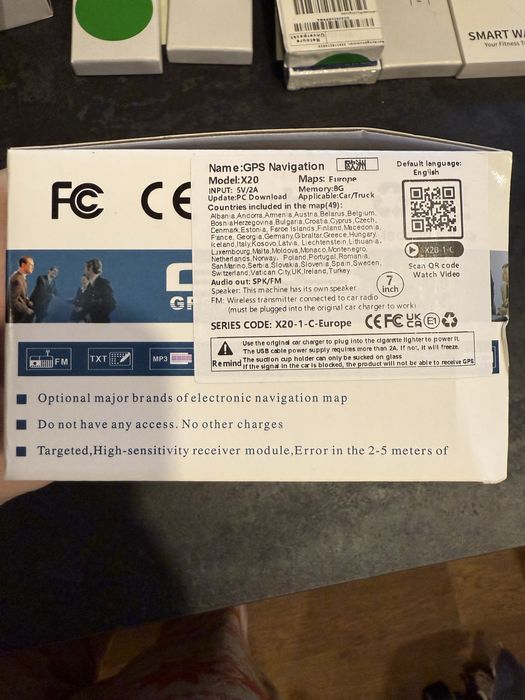 SMART WA
Your Fitness T
FC CE
Name:GPS Navigation 欧洲
Model:X20 Maps: Europe
INPUT: 5V/2A Memory:8G
Update:PC Download Applicable:Car/Truck
Countries included in the map(49):
Albania,Andorra,Armenia,Austria,Belarus,Belgium,
BosniaHerzegovina,Bulgaria,Croatia,Cyprus,Czech,
Denmark,Estonia, Faroe Islands,Finland,Macedonia,
France, Georgia,Germany,Gibraltar,Greece,Hungary,
Iceland,Italy,Kosovo,Latvia, Liechtenstein,Lithuania,
Luxembourg,Malta,Moldova,Monaco,Montenegro,
Netherlands,Norway, Poland,Portugal,Romania,
SanMarino,Serbia,Slovakia,Slovenia,Spain,Sweden,
Switzerland,Vatican City,UK,Ireland,Turkey
Audio out: SPK/FM
Speaker: This machine has its own speaker
FM: Wireless transmitter connected to car radio
(must be plugged into the original car charger to work)
7
inch
Default language:
English
X20-1-C
Scan QR code
Watch Video
SERIES CODE: X20-1-C-Europe CE FC UK CA E1
Remind
Use the original car charger to plug into the cigarette lighter to power it.
The USB cable power supply requires more than 2A. If not, it will freeze.
The suction cup holder can only be sucked on glass
If the signal in the car is blocked, the product will not be able to receive GPS
GP
FM
TXT
MP3
Optional major brands of electronic navigation map
Do not have any access. No other charges
Targeted,High-sensitivity receiver module,Error in the 2-5 meters of